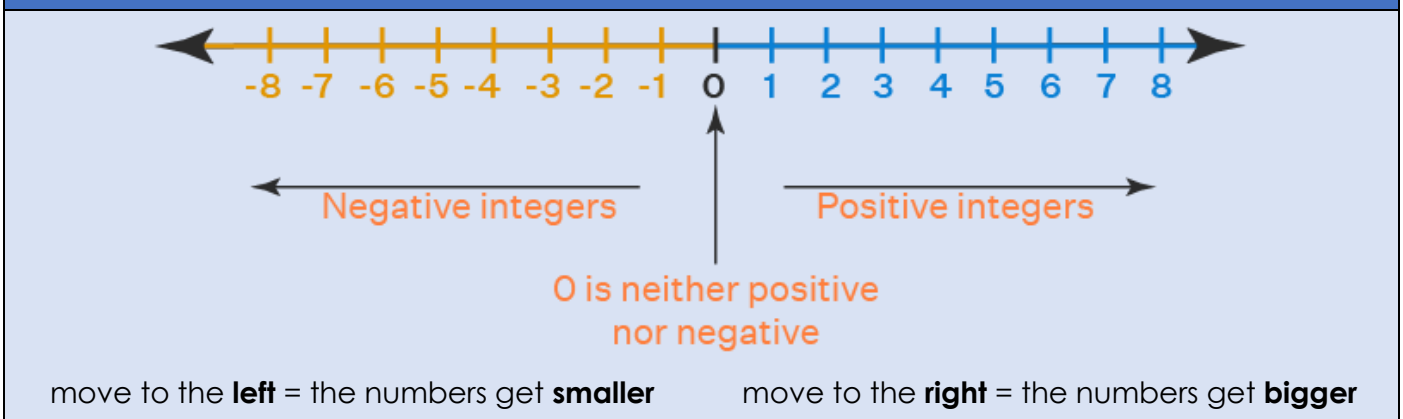 -8 -7 -6 -5 -4 -3 -2 -1 0 1 2 3 4 5 6 7 8
Negative integers Positive integers
0 is neither positive
nor negative
move to the left = the numbers get smaller move to the right = the numbers get bigger